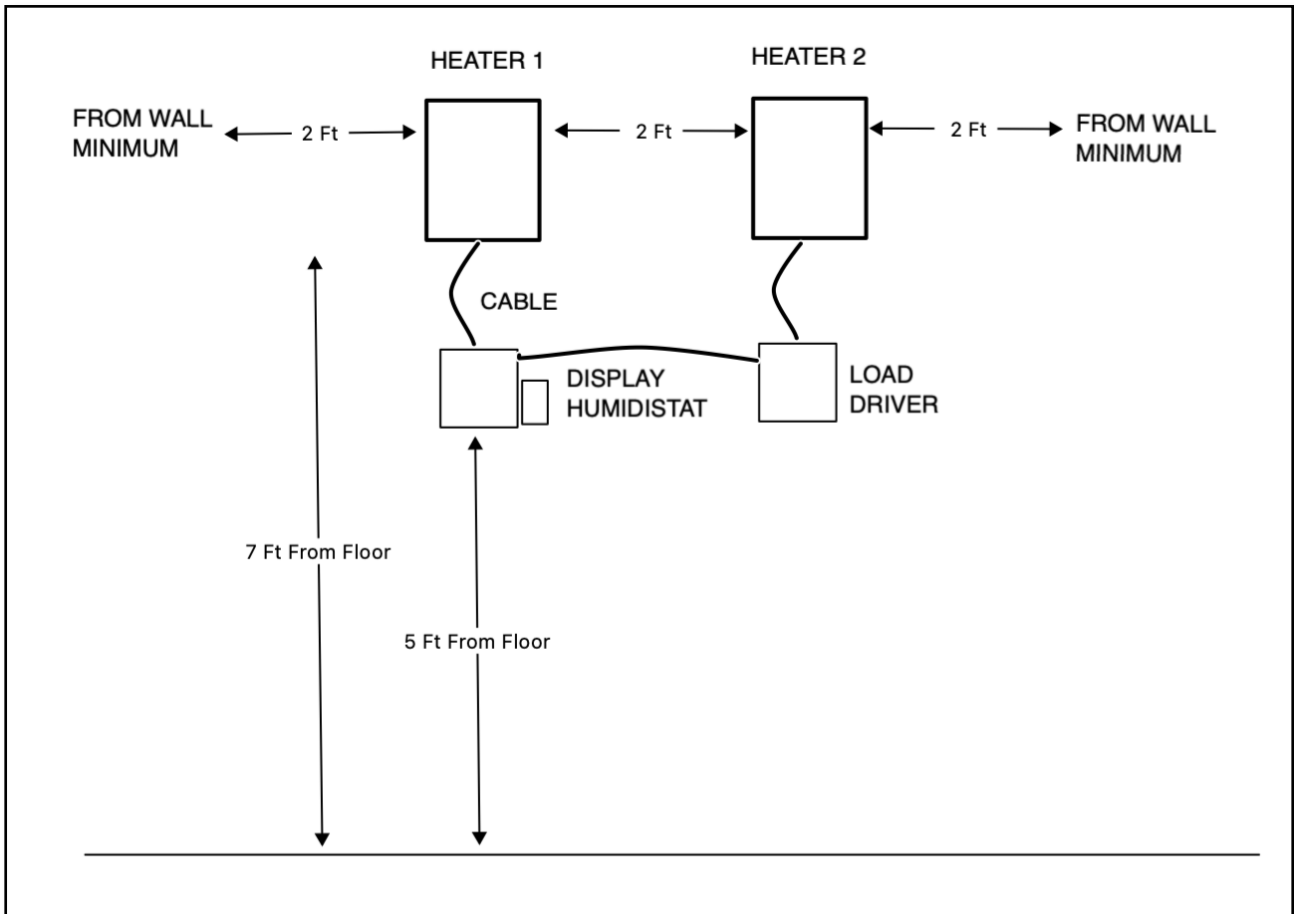 HEATER 1
HEATER 2
FROM WALL
MINIMUM
2 Ft
2 Ft
2 Ft
FROM WALL
MINIMUM
CABLE
DISPLAY
HUMIDISTAT
LOAD
DRIVER
7 Ft From Floor
5 Ft From Floor